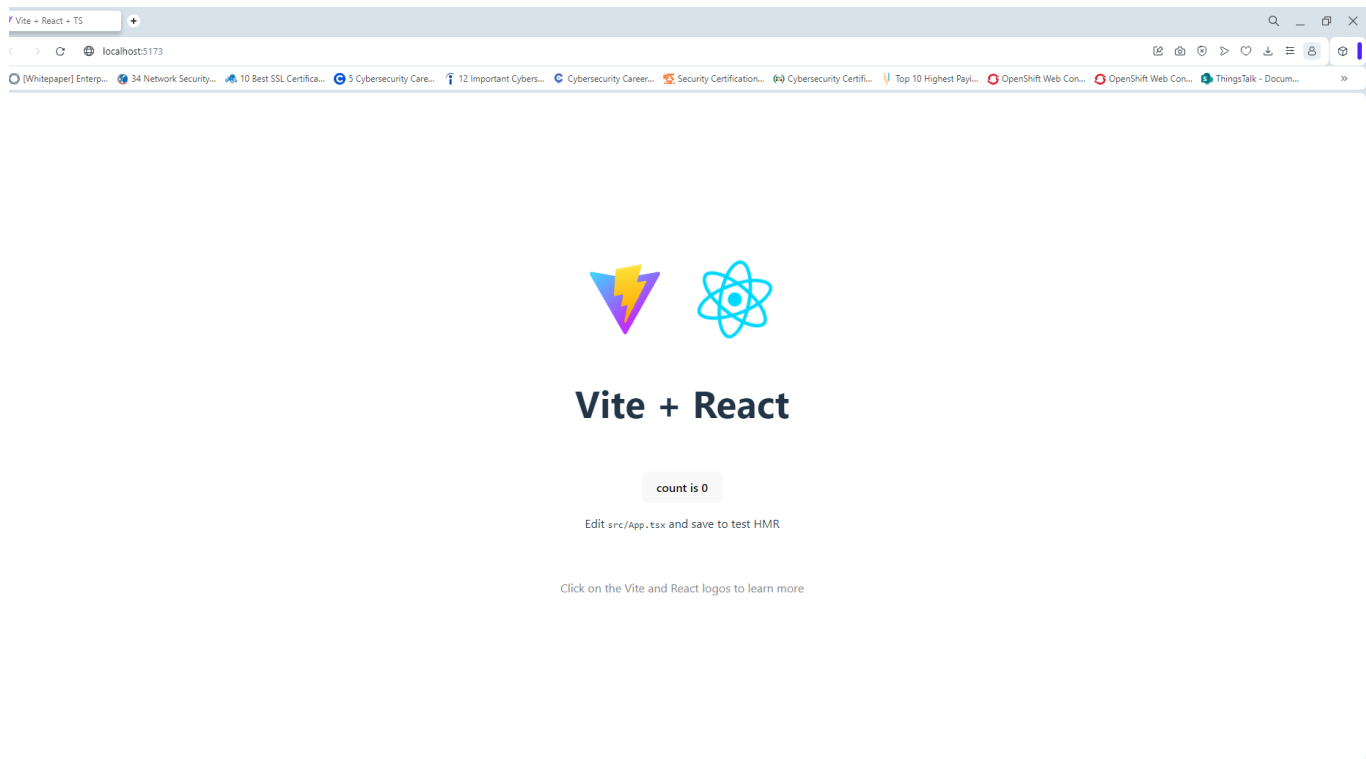 Vite + React + TS
localhost:5173
[Whitepaper] Enterp... 34 Network Security... 10 Best SSL Certifica... 5 Cybersecurity Care... 12 Important Cybers... Cybersecurity Career... Security Certification... Cybersecurity Certifi... Top 10 Highest Payi... OpenShift Web Con... OpenShift Web Con... ThingsTalk - Docum...
Vite + React
count is 0
Edit src/App.tsx and save to test HMR
Click on the Vite and React logos to learn more